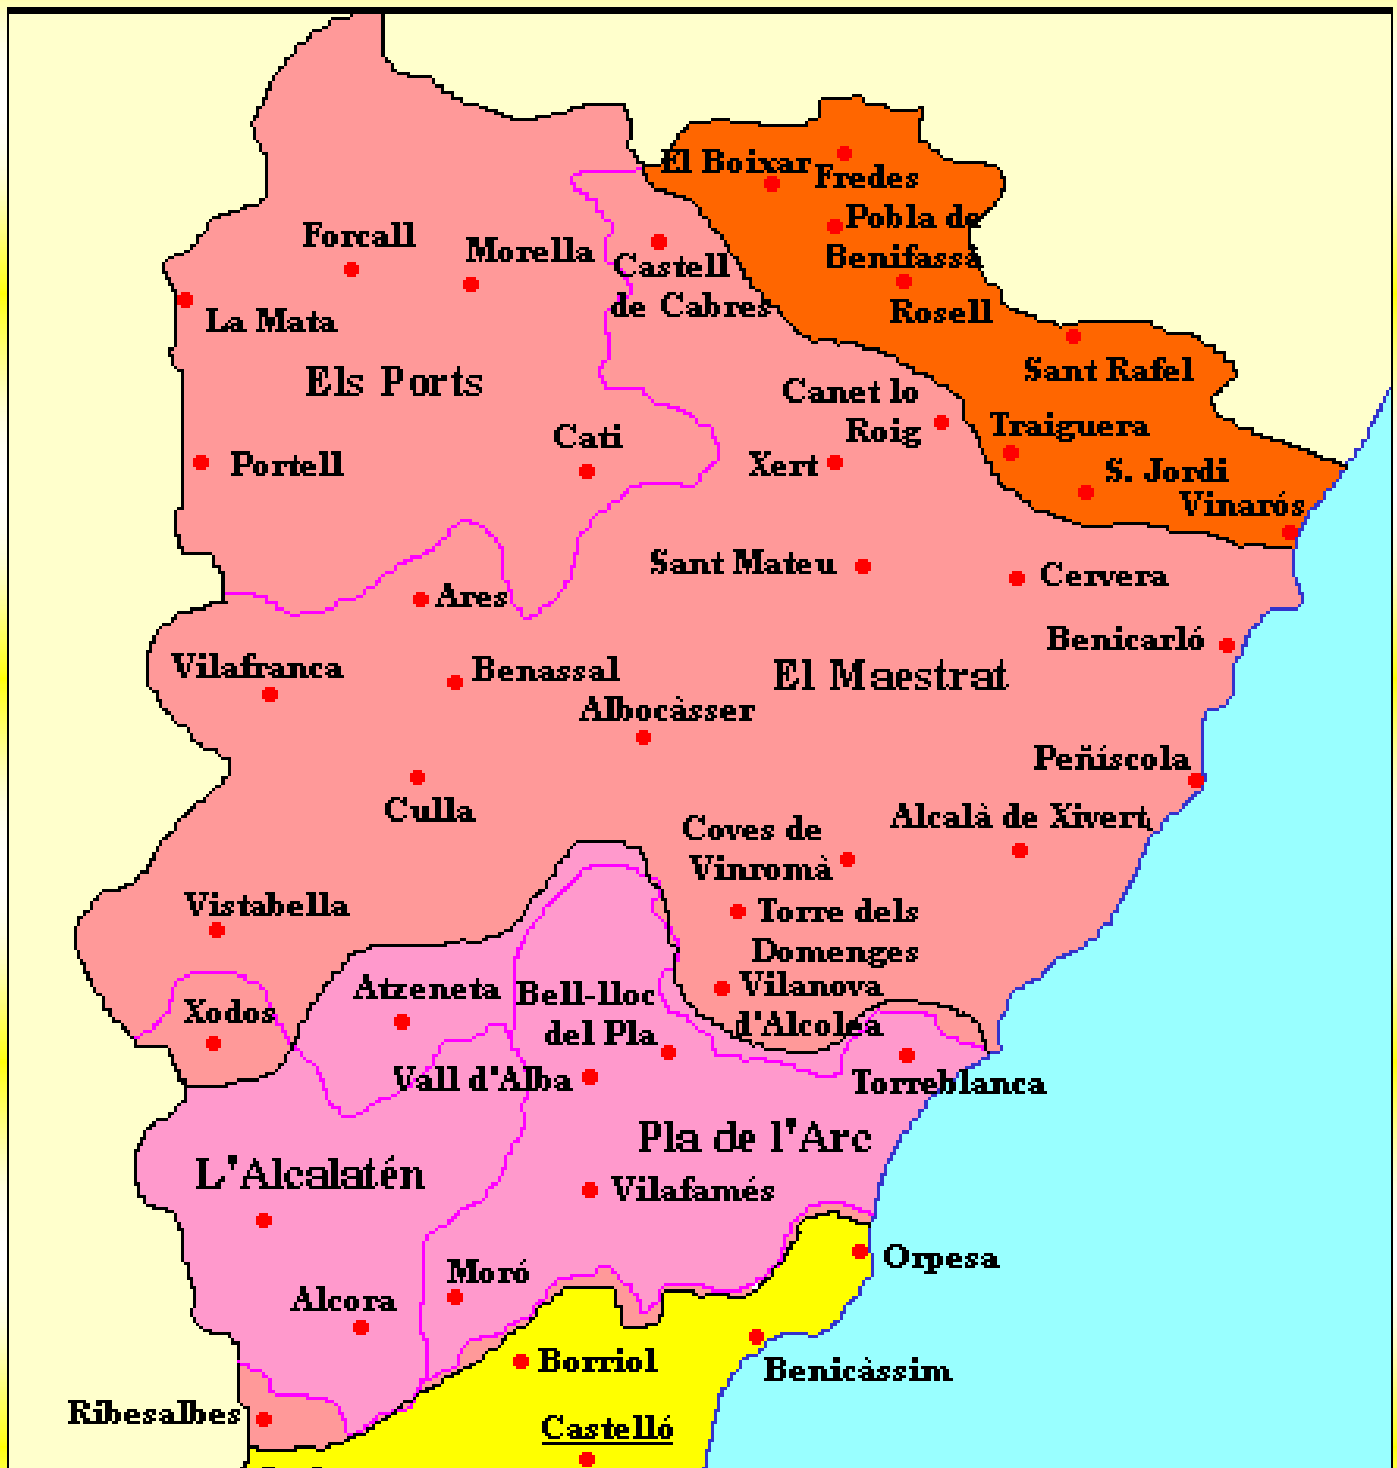 El Boixar
Fredes
Pobla de
Benifassà
Forcall
Morella
Castell
de Cabres
Rosell
La Mata
Sant Rafel
Els Ports
Canet lo
Roig
Traiguera
Cati
Xert
Portell
S. Jordi
Vinarós
Sant Mateu
Cervera
Ares
Benicarló
Vilafranca
Benassal
El Maestrat
Albocàsser
Peñíscola
Culla
Alcalà de Xivert
Coves de
Vinromà
Vistabella
Torre dels
Domenges
Atzeneta
Bell-lloc
del Pla
Vilanova
d'Alcolea
Xodos
Vall d'Alba
Torreblanca
Pla de l'Arc
L'Alcalatén
Vilafamés
Orpesa
Moró
Alcora
Borriol
Benicàssim
Ribesalbes
Castelló